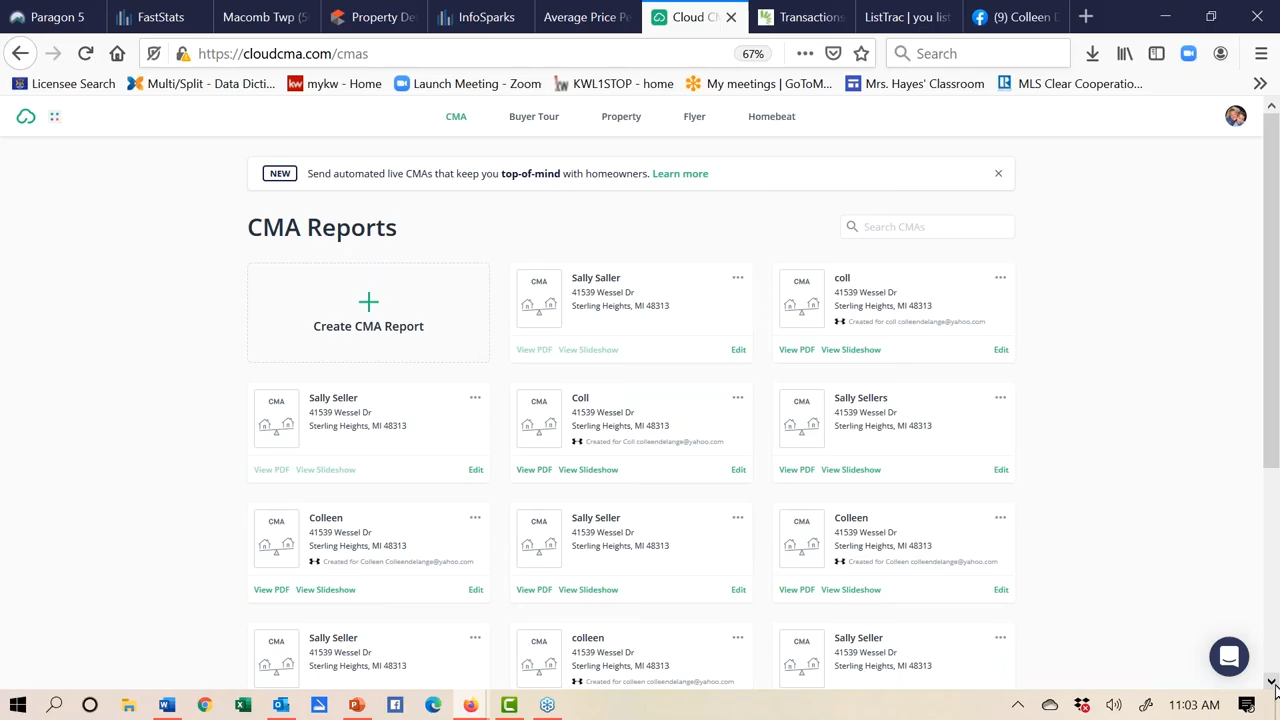 Paragon 5
FastStats
Macomb Two
Property Det
InfoSparks
Average Price Pe
Cloud C
Transactions
ListTrac | you list
(9) Colleen D
https://cloudcma.com/cmas
67%
Search
Licensee Search
Multi/Split - Data Dicti...
kw mykw - Home
Launch Meeting - Zoom
KWL1STOP - home
My meetings | GoToM...
Mrs. Hayes' Classroom
MLS Clear Cooperatio...
CMA Buyer Tour Property Flyer Homebeat
NEW Send automated live CMAs that keep you top-of-mind with homeowners. Learn more
CMA Reports
Search CMAs
Create CMA Report
CMA
Sally Saller
41539 Wessel Dr
Sterling Heights, MI 48313
View PDF View Slideshow Edit
CMA
coll
41539 Wessel Dr
Sterling Heights, MI 48313
Created for coll colleendelange@yahoo.com
View PDF View Slideshow Edit
CMA
Sally Seller
41539 Wessel Dr
Sterling Heights, MI 48313
View PDF View Slideshow Edit
CMA
Coll
41539 Wessel Dr
Sterling Heights, MI 48313
Created for Coll colleendelange@yahoo.com
View PDF View Slideshow Edit
CMA
Sally Sellers
41539 Wessel Dr
Sterling Heights, MI 48313
View PDF View Slideshow Edit
CMA
Colleen
41539 Wessel Dr
Sterling Heights, MI 48313
Created for Colleen Colleendelange@yahoo.com
View PDF View Slideshow Edit
CMA
Sally Seller
41539 Wessel Dr
Sterling Heights, MI 48313
View PDF View Slideshow Edit
CMA
Colleen
41539 Wessel Dr
Sterling Heights, MI 48313
Created for Colleen colleendelange@yahoo.com
View PDF View Slideshow Edit
CMA
Sally Seller
41539 Wessel Dr
Sterling Heights, MI 48313
CMA
colleen
41539 Wessel Dr
Sterling Heights, MI 48313
Created for colleen colleendelange@yahoo.com
CMA
Sally Seller
41539 Wessel Dr
Sterling Heights, MI 48313
11:03 AM